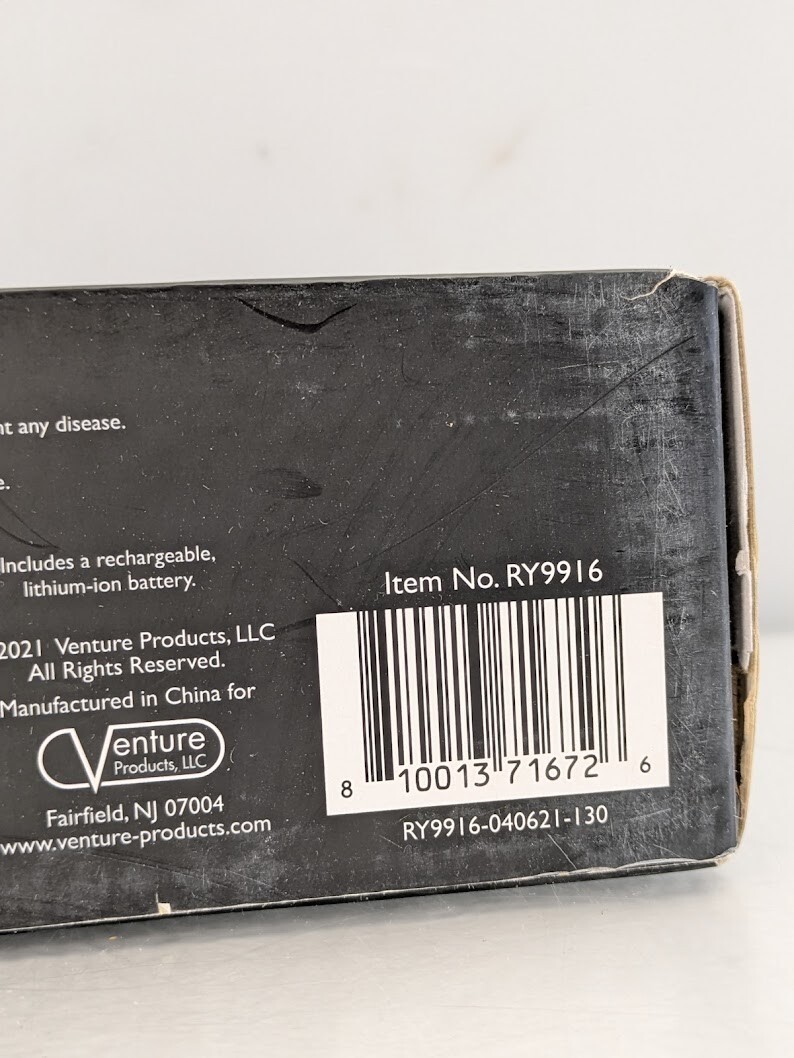 nt any disease.
e.
Includes a rechargeable,
lithium-ion battery.
2021 Venture Products, LLC
All Rights Reserved.
Manufactured in China for
Venture
Products, LLC
Fairfield, NJ 07004
www.venture-products.com
Item No. RY9916
8 10013 71672 6
RY9916-040621-130